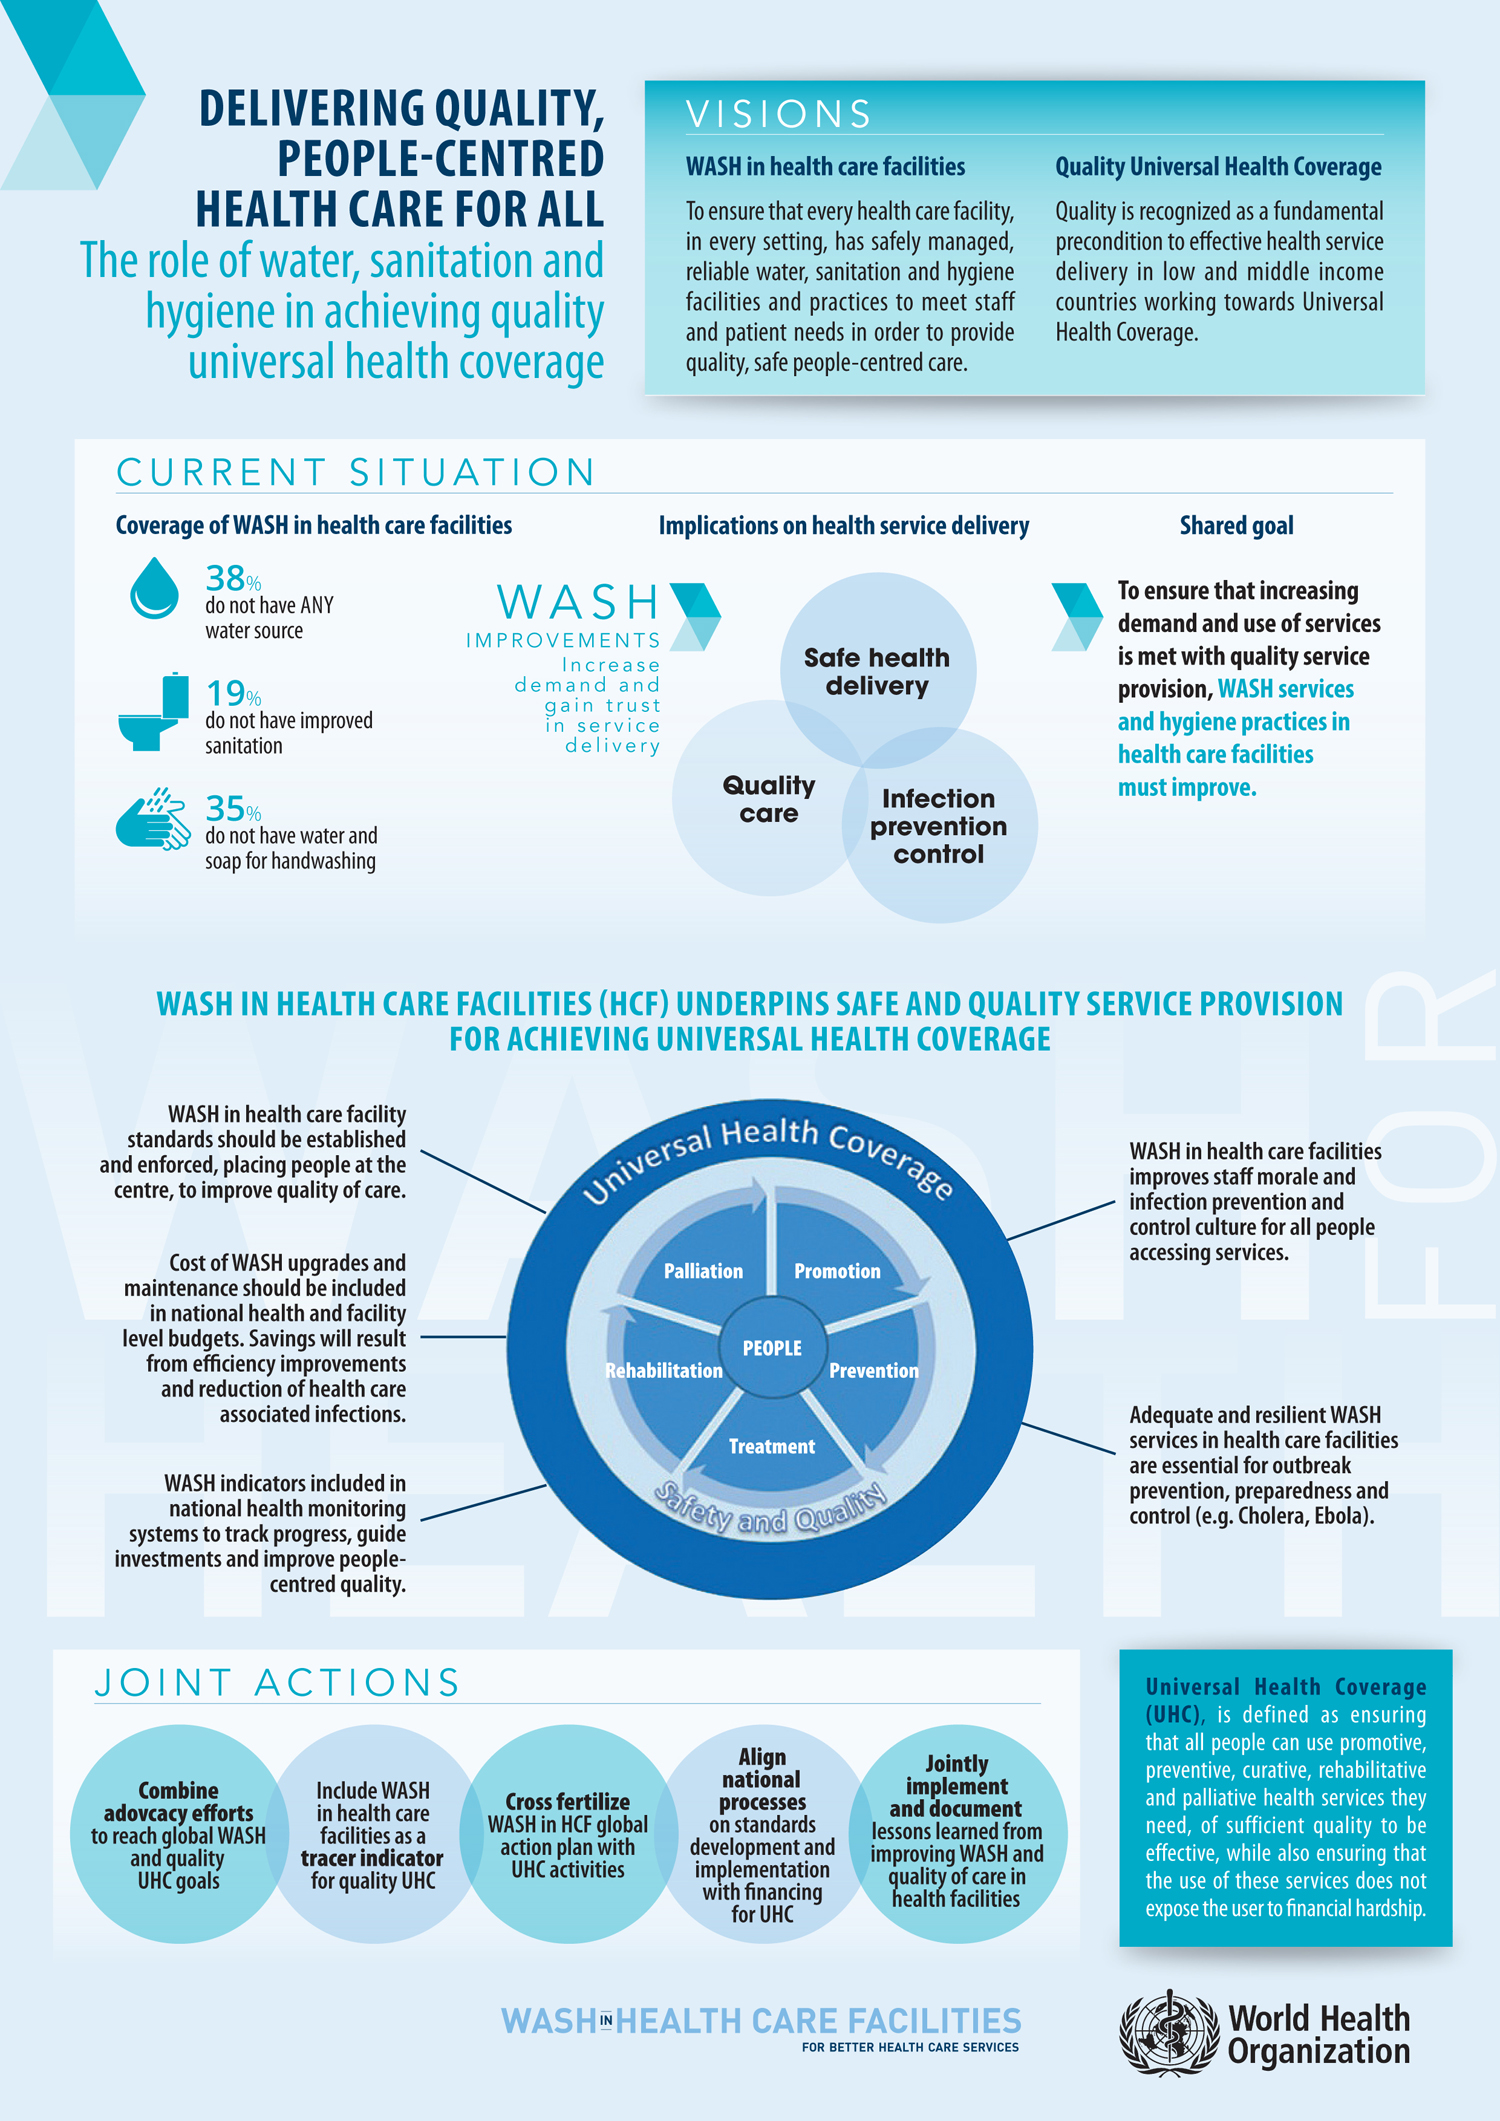 DELIVERING QUALITY,
PEOPLE-CENTRED
HEALTH CARE FOR ALL
The role of water, sanitation and
hygiene in achieving quality
universal health coverage
VISIONS
WASH in health care facilities
To ensure that every health care facility,
in every setting, has safely managed,
reliable water, sanitation and hygiene
facilities and practices to meet staff
and patient needs in order to provide
quality, safe people-centred care.
Quality Universal Health Coverage
Quality is recognized as a fundamental
precondition to effective health service
delivery in low and middle income
countries working towards Universal
Health Coverage.
CURRENT SITUATION
Coverage of WASH in health care facilities
38%
do not have ANY
water source
19%
do not have improved
sanitation
35%
do not have water and
soap for handwashing
Implications on health service delivery
WASH
IMPROVEMENTS
Increase
demand and
gain trust
in service
delivery
Safe health
delivery
Quality
care
Infection
prevention
control
Shared goal
To ensure that increasing
demand and use of services
is met with quality service
provision, WASH services
and hygiene practices in
health care facilities
must improve.
WASH FOR HEALTH
WASH IN HEALTH CARE FACILITIES (HCF) UNDERPINS SAFE AND QUALITY SERVICE PROVISION
FOR ACHIEVING UNIVERSAL HEALTH COVERAGE
WASH in health care facility
standards should be established
and enforced, placing people at the
centre, to improve quality of care.
Cost of WASH upgrades and
maintenance should be included
in national health and facility
level budgets. Savings will result
from efficiency improvements
and reduction of health care
associated infections.
WASH indicators included in
national health monitoring
systems to track progress, guide
investments and improve people-
centred quality.
Universal Health Coverage
Palliation
Promotion
PEOPLE
Rehabilitation
Prevention
Treatment
Safety and Quality
WASH in health care facilities
improves staff morale and
infection prevention and
control culture for all people
accessing services.
Adequate and resilient WASH
services in health care facilities
are essential for outbreak
prevention, preparedness and
control (e.g. Cholera, Ebola).
JOINT ACTIONS
Combine
adovcacy efforts
to reach global WASH
and quality
UHC goals
Include WASH
in health care
facilities as a
tracer indicator
for quality UHC
Cross fertilize
WASH in HCF global
action plan with
UHC activities
Align
national
processes
on standards
development and
implementation
with financing
for UHC
Jointly
implement
and document
lessons learned from
improving WASH and
quality of care in
health facilities
Universal Health Coverage
(UHC), is defined as ensuring
that all people can use promotive,
preventive, curative, rehabilitative
and palliative health services they
need, of sufficient quality to be
effective, while also ensuring that
the use of these services does not
expose the user to financial hardship.
WASH IN HEALTH CARE FACILITIES
FOR BETTER HEALTH CARE SERVICES
World Health
Organization